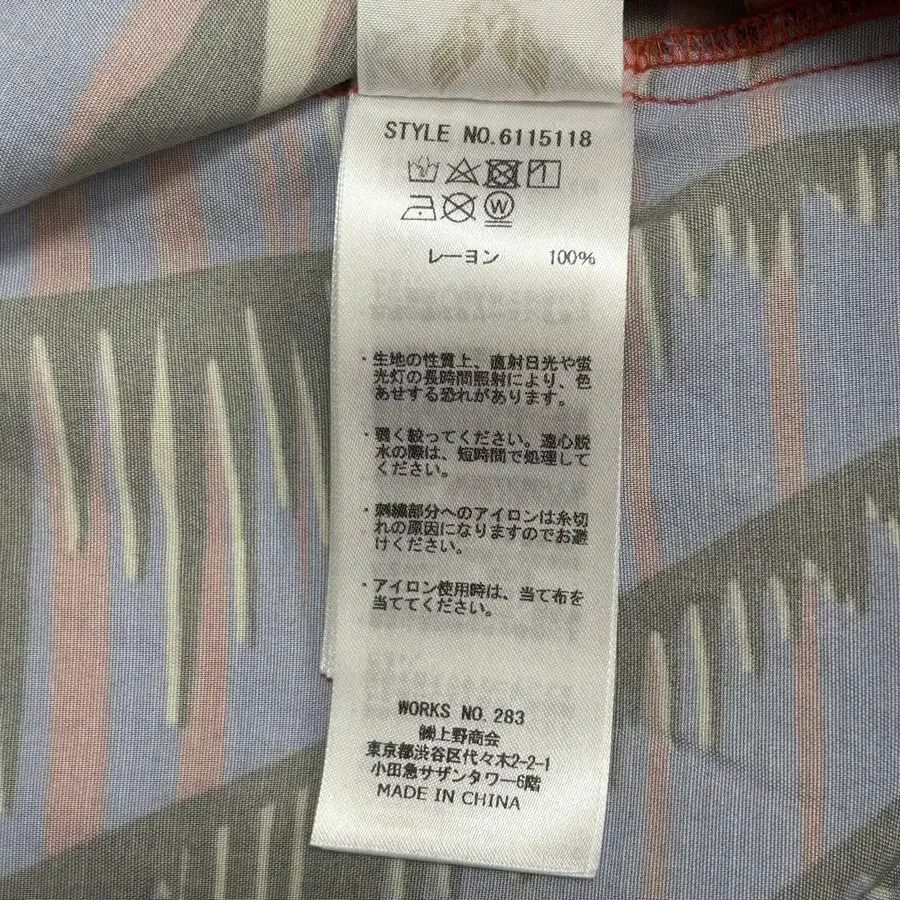 STYLE NO.6115118
レーヨン 100%
・生地の性質上、直射日光や蛍
光灯の長時間照射により、色
あせする恐れがあります。
・弱く絞ってください。遠心脱
水の際は、短時間で処理して
ください。
・刺繍部分へのアイロンは糸切
れの原因になりますのでお避
けください。
・アイロン使用時は、当て布を
当ててください。
WORKS NO.283
㈱上野商会
東京都渋谷区代々木2-2-1
小田急サザンタワー6階
MADE IN CHINA